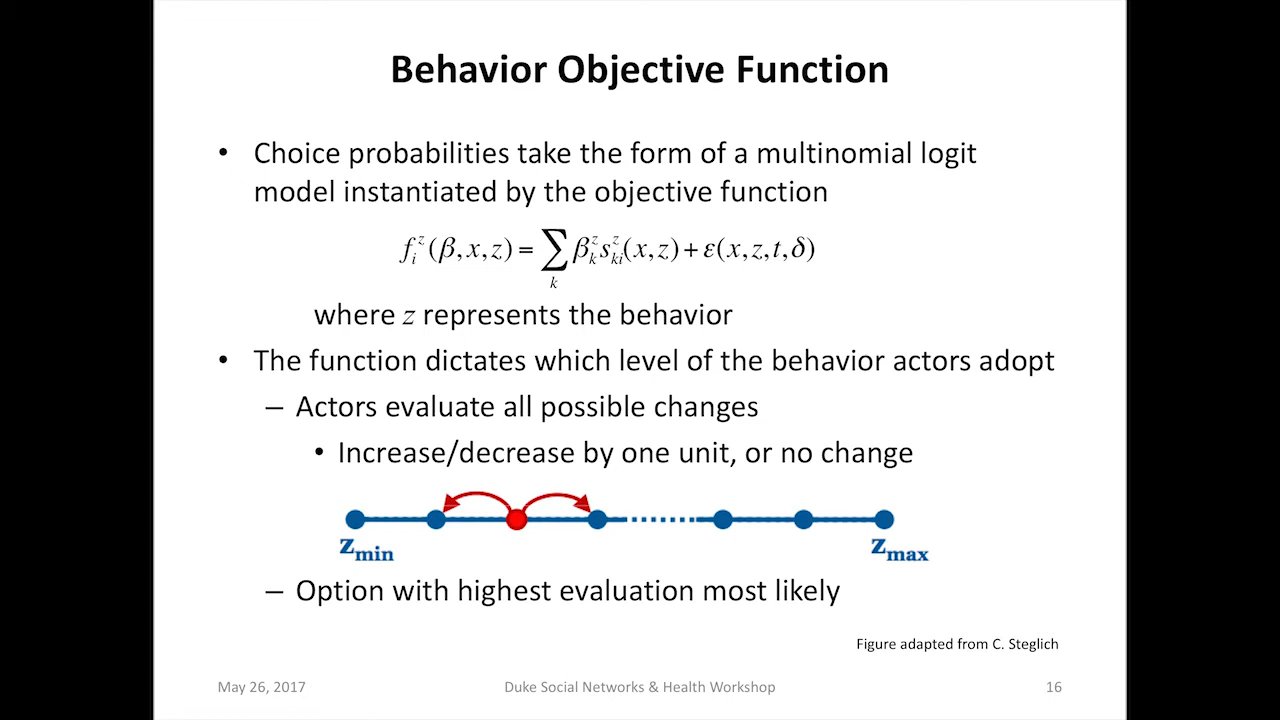 Behavior Objective Function
• Choice probabilities take the form of a multinomial logit
model instantiated by the objective function
f_i^z(β, x, z) = ∑_k β_k^z s_{ki}^z(x, z) + ε(x, z, t, δ)
where z represents the behavior
• The function dictates which level of the behavior actors adopt
– Actors evaluate all possible changes
• Increase/decrease by one unit, or no change
z_min z_max
– Option with highest evaluation most likely
Figure adapted from C. Steglich
May 26, 2017 Duke Social Networks & Health Workshop 16